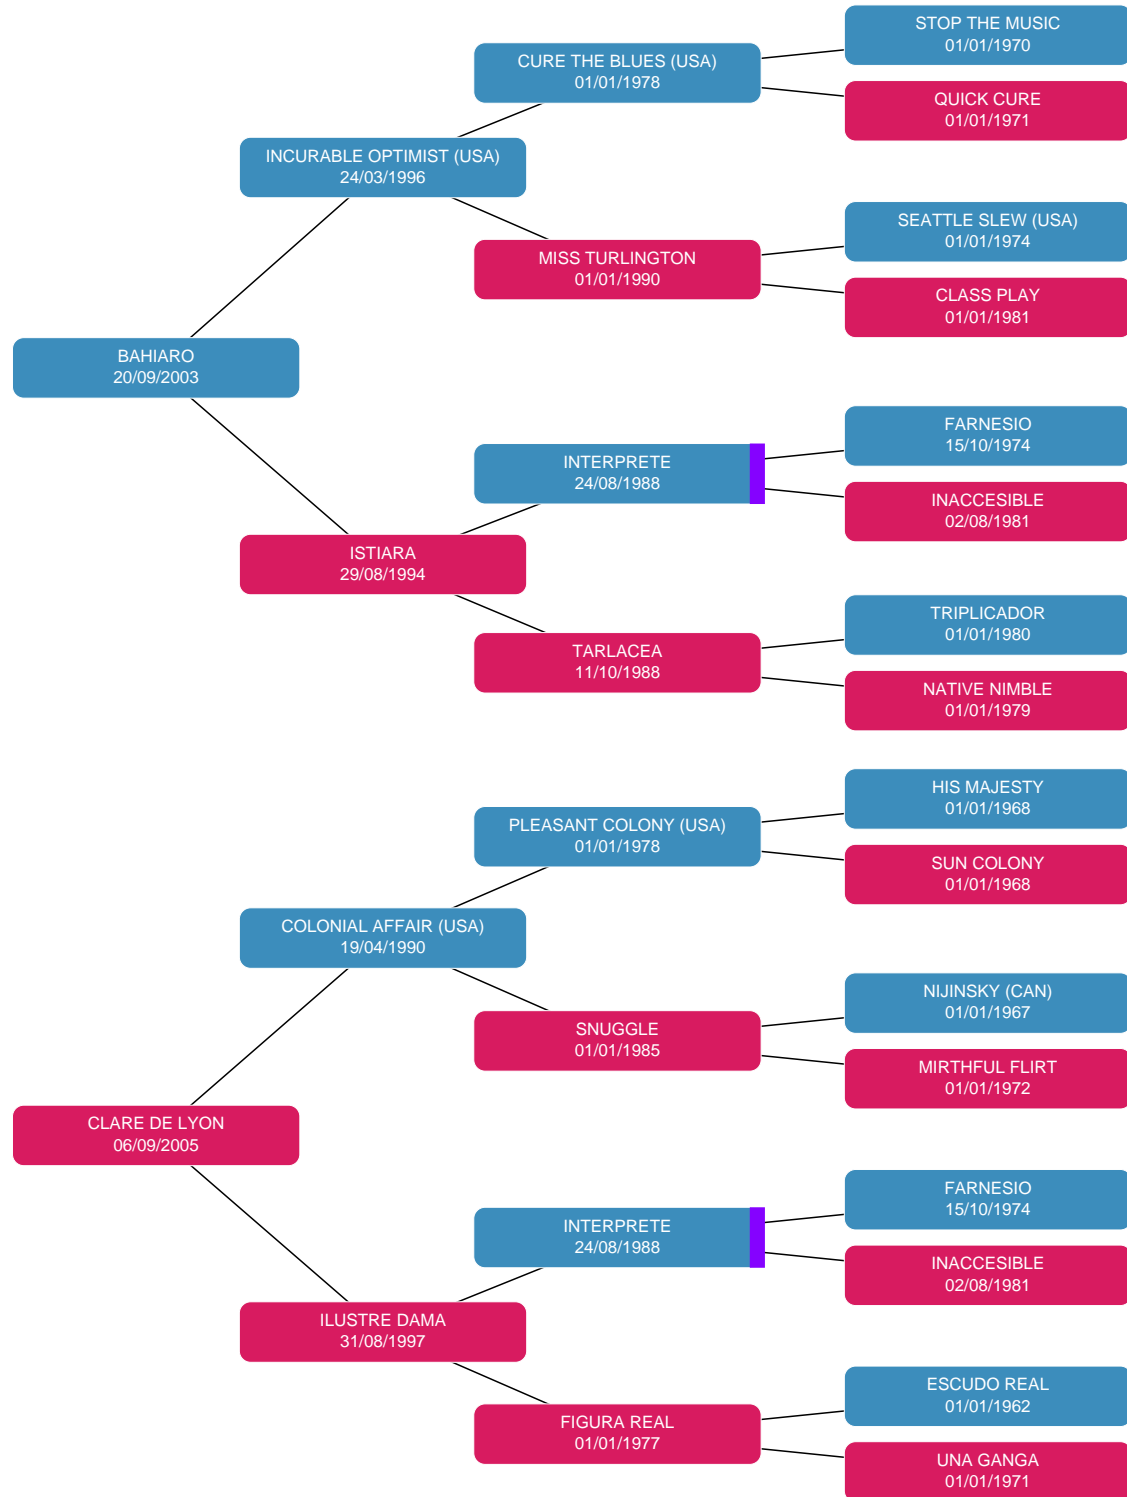 STOP THE MUSIC
01/01/1970
CURE THE BLUES (USA)
01/01/1978
QUICK CURE
01/01/1971
INCURABLE OPTIMIST (USA)
24/03/1996
SEATTLE SLEW (USA)
01/01/1974
MISS TURLINGTON
01/01/1990
CLASS PLAY
01/01/1981
BAHIARO
20/09/2003
FARNESIO
15/10/1974
INTERPRETE
24/08/1988
INACCESIBLE
02/08/1981
ISTIARA
29/08/1994
TRIPLICADOR
01/01/1980
TARLACEA
11/10/1988
NATIVE NIMBLE
01/01/1979
HIS MAJESTY
01/01/1968
PLEASANT COLONY (USA)
01/01/1978
SUN COLONY
01/01/1968
COLONIAL AFFAIR (USA)
19/04/1990
NIJINSKY (CAN)
01/01/1967
SNUGGLE
01/01/1985
MIRTHFUL FLIRT
01/01/1972
CLARE DE LYON
06/09/2005
FARNESIO
15/10/1974
INTERPRETE
24/08/1988
INACCESIBLE
02/08/1981
ILUSTRE DAMA
31/08/1997
ESCUDO REAL
01/01/1962
FIGURA REAL
01/01/1977
UNA GANGA
01/01/1971